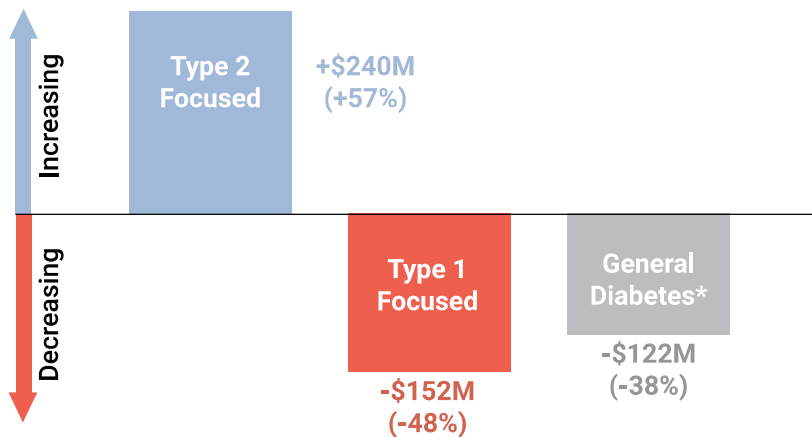 Increasing
Decreasing
Type 2
Focused
+$240M
(+57%)
Type 1
Focused
-$152M
(-48%)
General
Diabetes*
-$122M
(-38%)